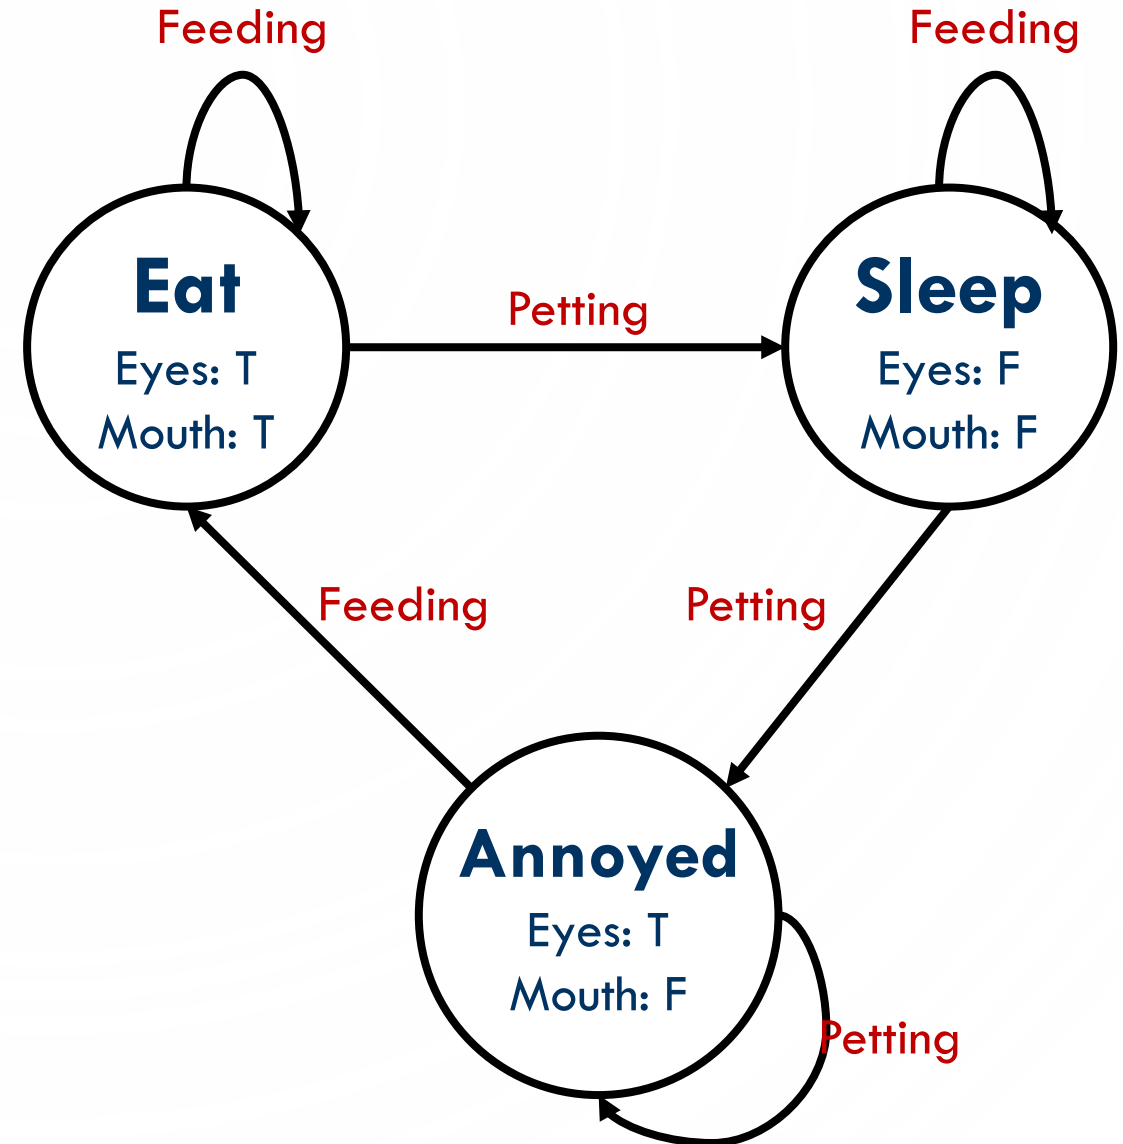 Feeding
Feeding
Eat
Eyes: T
Mouth: T
Petting
Sleep
Eyes: F
Mouth: F
Feeding
Petting
Annoyed
Eyes: T
Mouth: F
Petting